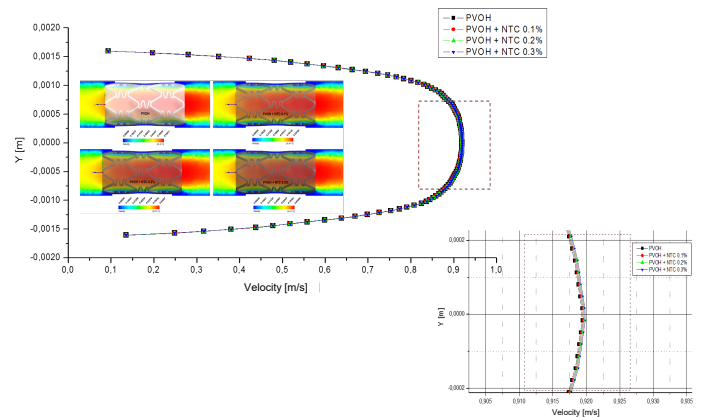 PVOH
PVOH + NTC 0.1%
PVOH + NTC 0.2%
PVOH + NTC 0.3%
0,0020
0,0015
0,0010
0,0005
0,0000
-0,0005
-0,0010
-0,0015
-0,0020
Y [m]
PVOH
PVOH + NTC 0.1%
0,0 0,1 0,2 0,3 0,4 0,5 0,6 0,7 0,8 0,9 1,0
Velocity [m/s]
0,0002
0,0000
-0,0002
Y [m]
PVOH
PVOH + NTC 0.1%
PVOH + NTC 0.2%
PVOH + NTC 0.3%
0,905 0,910 0,915 0,920 0,925 0,930 0,935
Velocity [m/s]